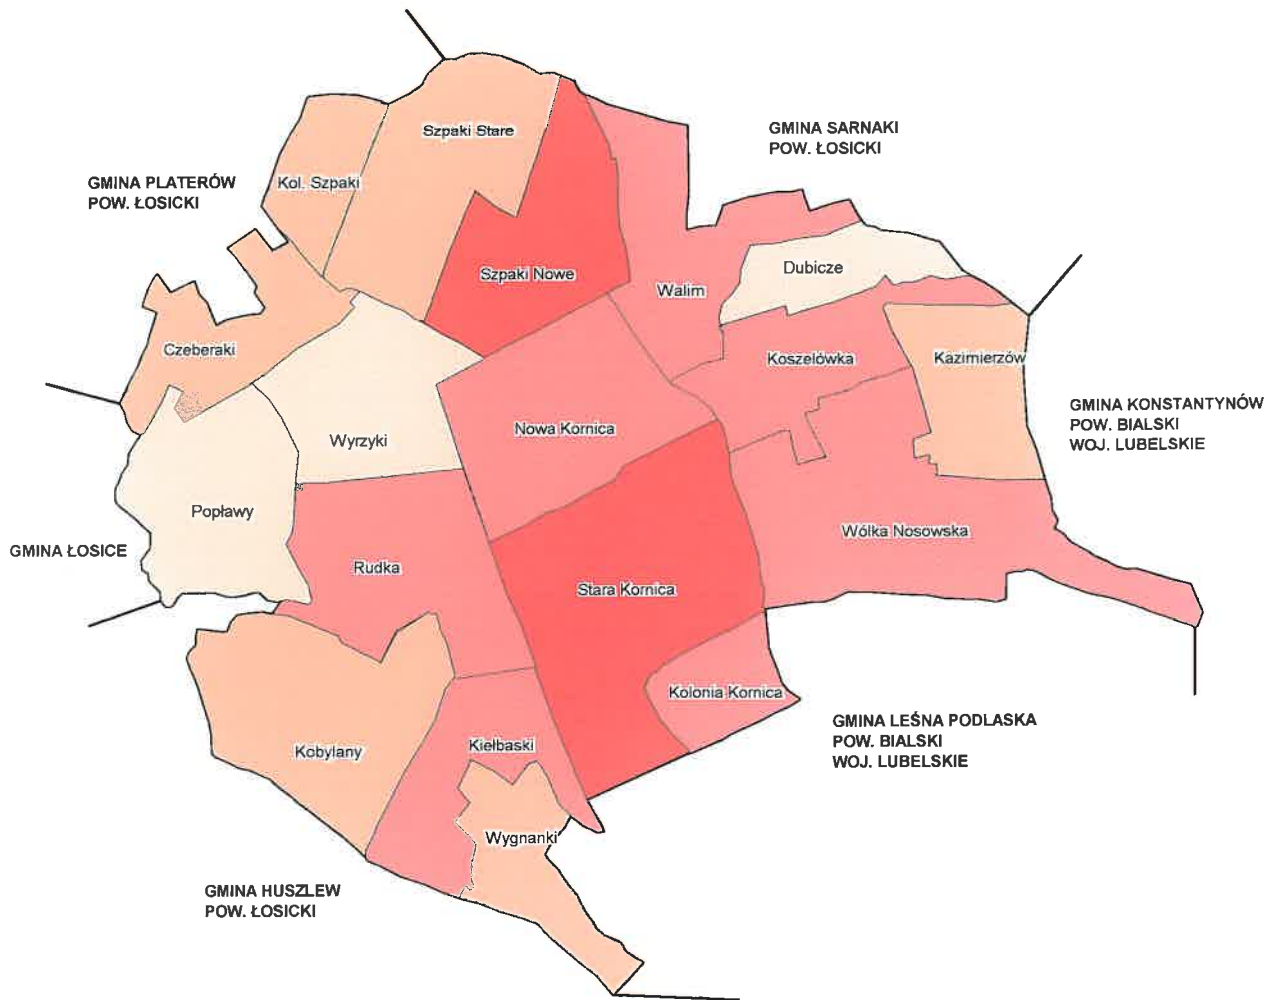 Szpaki Stare
GMINA SARNAKI
POW. ŁOSICKI
GMINA PLATERÓW
POW. ŁOSICKI
Kol. Szpaki
Szpaki Nowe
Dubicze
Walim
Czeberaki
Koszelówka
Kazimierzów
GMINA KONSTANTYNÓW
POW. BIALSKI
WOJ. LUBELSKIE
Nowa Kornica
Wyrzyki
Popławy
GMINA ŁOSICE
Wólka Nosowska
Rudka
Stara Kornica
Kolonia Kornica
GMINA LEŚNA PODLASKA
POW. BIALSKI
WOJ. LUBELSKIE
Kobylany
Kiełbaski
Wygnanki
GMINA HUSZLEW
POW. ŁOSICKI